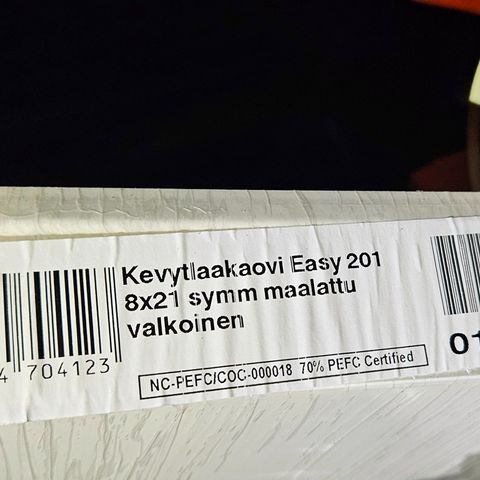 Kevytlaakaovi Easy 201
8x21 symm maalattu
valkoinen
4 704123
NC-PEFC/COC-000018 70% PEFC Certified
01